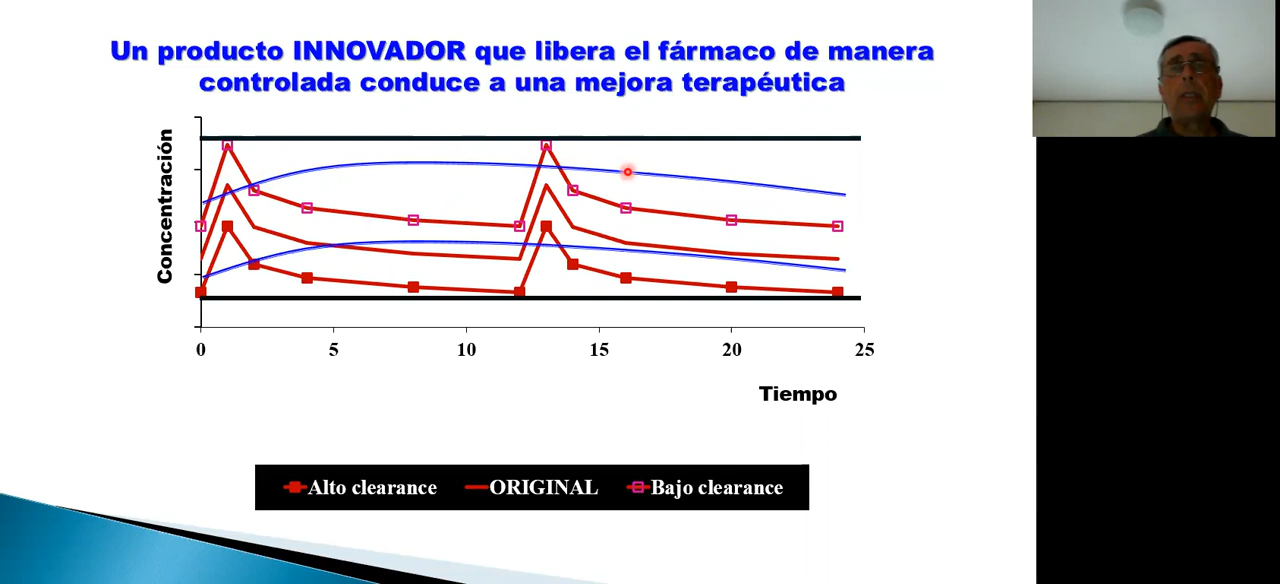 Un producto INNOVADOR que libera el fármaco de manera
controlada conduce a una mejora terapéutica
Concentración
0 5 10 15 20 25
Tiempo
Alto clearance ORIGINAL Bajo clearance